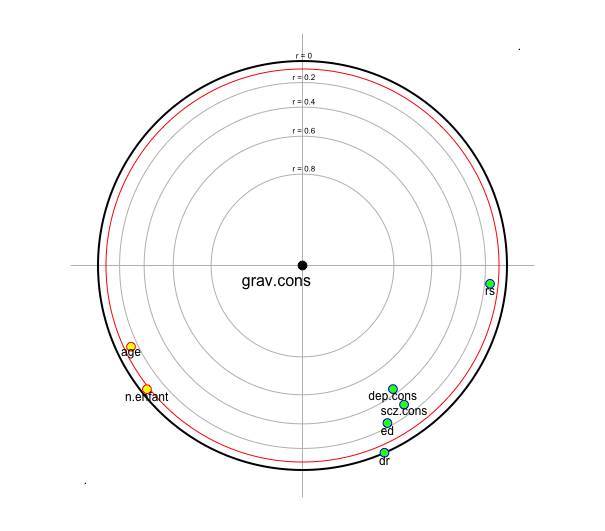 r = 0
r = 0.2
r = 0.4
r = 0.6
r = 0.8
grav.cons
rs
age
n.enfant
dep.cons
scz.cons
ed
dr